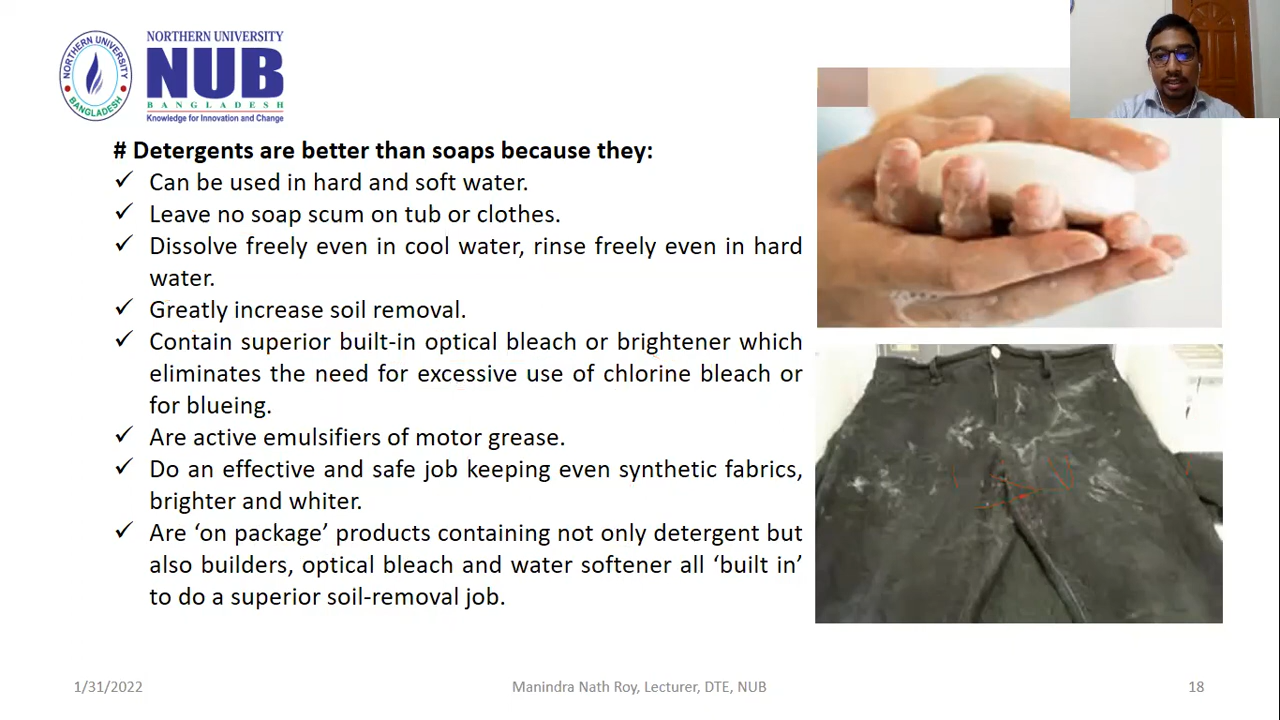 NORTHERN UNIVERSITY
BANGLADESH
NORTHERN UNIVERSITY
NUB
BANGLADESH
Knowledge for Innovation and Change
# Detergents are better than soaps because they:
✓ Can be used in hard and soft water.
✓ Leave no soap scum on tub or clothes.
✓ Dissolve freely even in cool water, rinse freely even in hard
water.
✓ Greatly increase soil removal.
✓ Contain superior built-in optical bleach or brightener which
eliminates the need for excessive use of chlorine bleach or
for blueing.
✓ Are active emulsifiers of motor grease.
✓ Do an effective and safe job keeping even synthetic fabrics,
brighter and whiter.
✓ Are ‘on package’ products containing not only detergent but
also builders, optical bleach and water softener all ‘built in’
to do a superior soil-removal job.
1/31/2022
Manindra Nath Roy, Lecturer, DTE, NUB
18